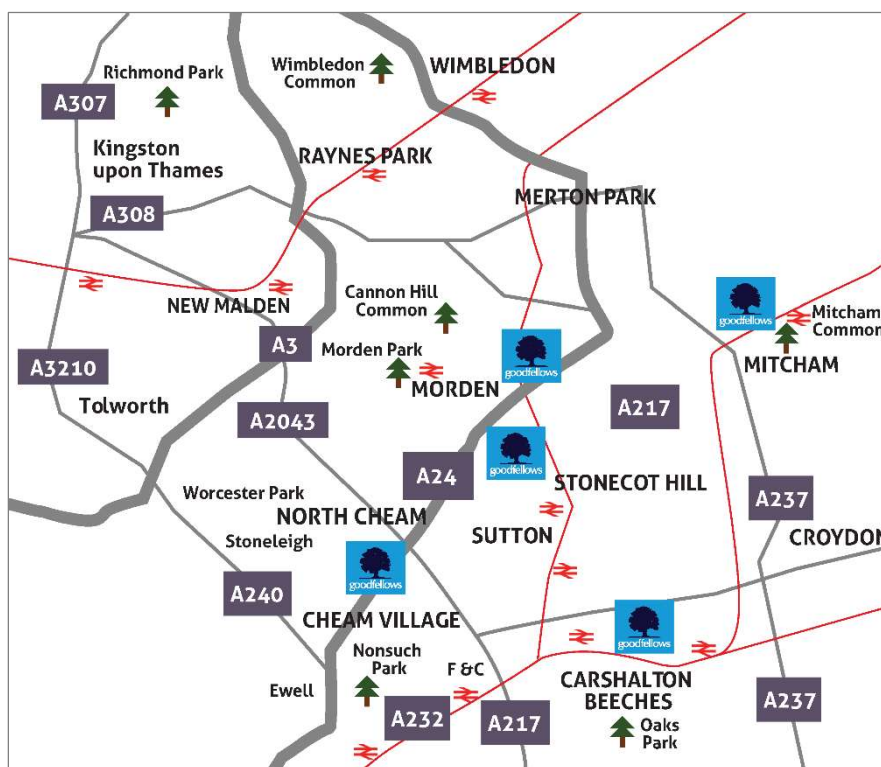 Richmond Park
Wimbledon
Common
WIMBLEDON
A307
Kingston
upon Thames
RAYNES PARK
MERTON PARK
A308
NEW MALDEN
Cannon Hill
Common
goodfellows
Mitcham
Common
A3
Morden Park
goodfellows
MITCHAM
A3210
MORDEN
Tolworth
A2043
A217
goodfellows
A24
STONECOT HILL
Worcester Park
NORTH CHEAM
A237
Stoneleigh
SUTTON
CROYDON
goodfellows
A240
CHEAM VILLAGE
goodfellows
Nonsuch
Park
F & C
CARSHALTON
BEECHES
Ewell
A232
A217
A237
Oaks
Park